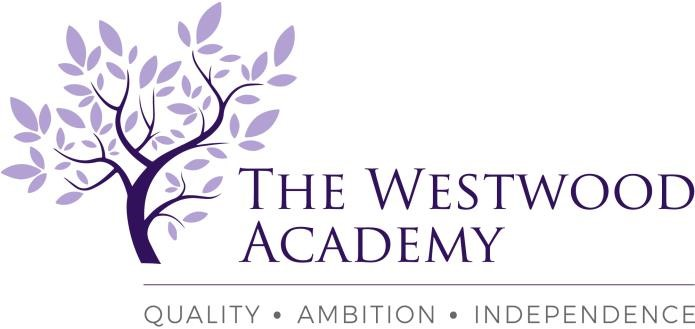 THE WESTWOOD
ACADEMY
QUALITY • AMBITION • INDEPENDENCE